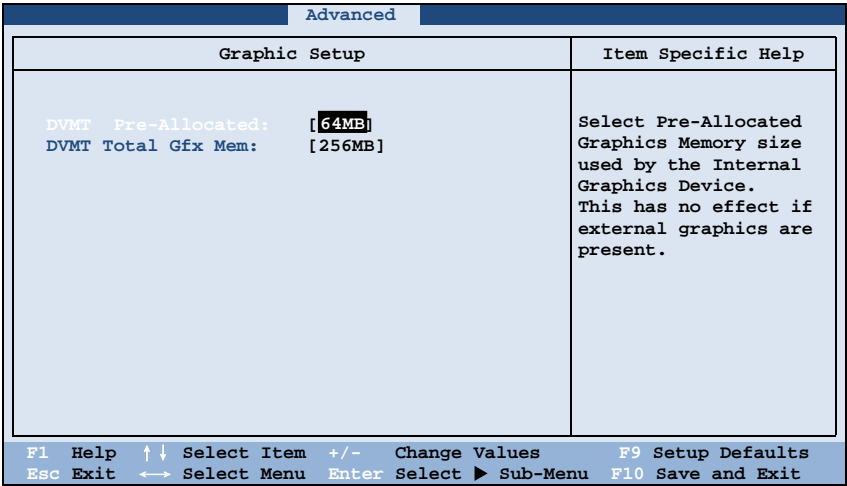 Advanced
Graphic Setup
Item Specific Help
DVMT Pre-Allocated: [64MB]
DVMT Total Gfx Mem: [256MB]
Select Pre-Allocated
Graphics Memory size
used by the Internal
Graphics Device.
This has no effect if
external graphics are
present.
F1 Help ↑↓ Select Item +/- Change Values F9 Setup Defaults
Esc Exit ←→ Select Menu Enter Select ▶ Sub-Menu F10 Save and Exit